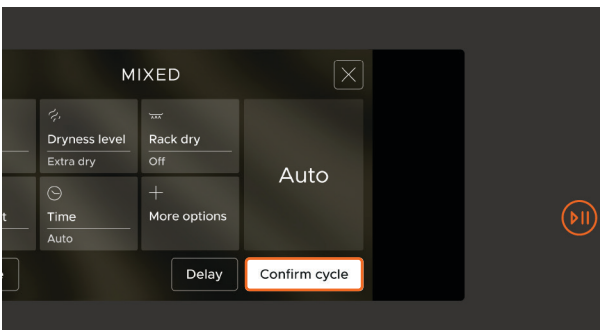 MIXED
Dryness level
Extra dry
Rack dry
Off
Auto
t
Time
Auto
More options
Delay
Confirm cycle